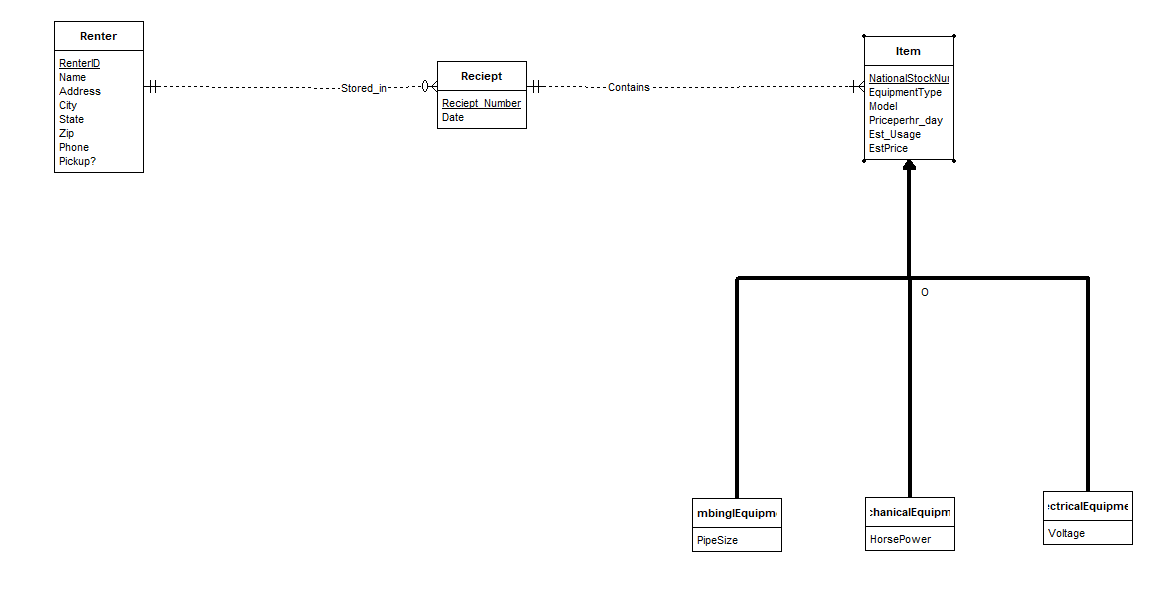 Renter
RenterID
Name
Address
City
State
Zip
Phone
Pickup?
Stored_in
Reciept
Reciept_Number
Date
Contains
Item
NationalStockNu
EquipmentType
Model
Priceperhr_day
Est_Usage
EstPrice
O
mbinglEquipm
PipeSize
chanicalEquipm
HorsePower
ectricalEquipme
Voltage